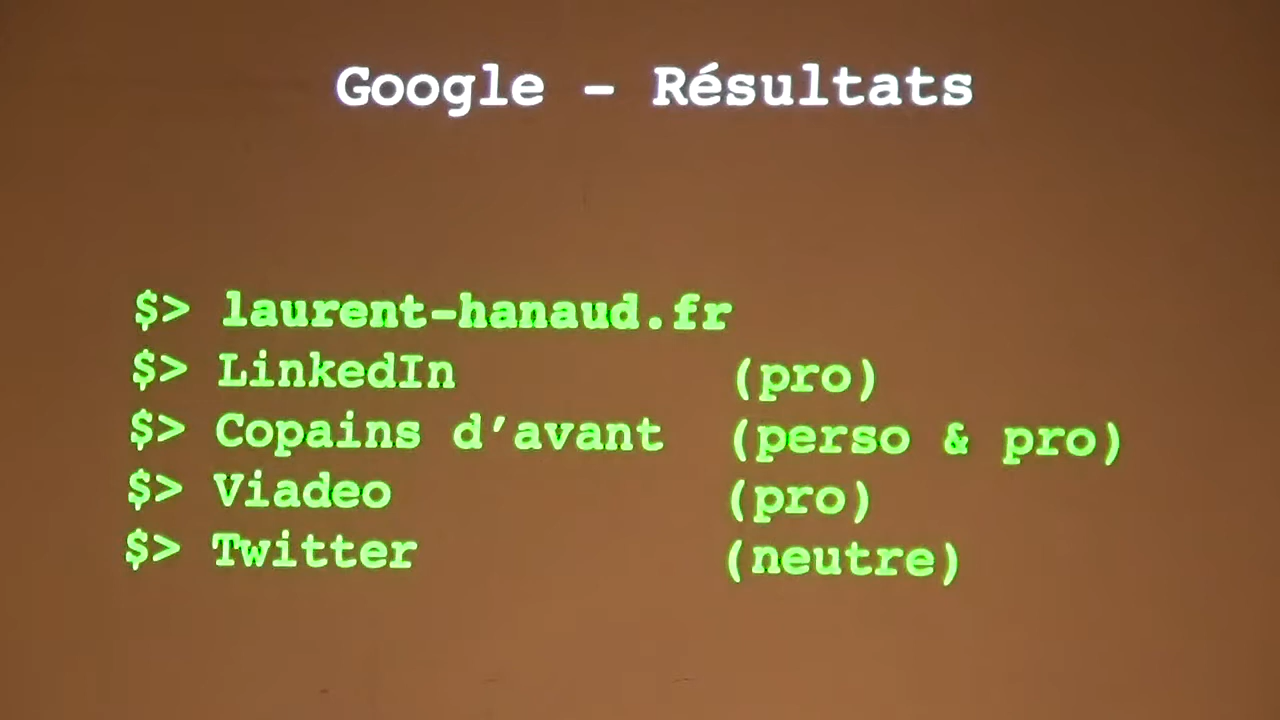 Google - Résultats
$> laurent-hanaud.fr
$> LinkedIn (pro)
$> Copains d'avant (perso & pro)
$> Viadeo (pro)
$> Twitter (neutre)